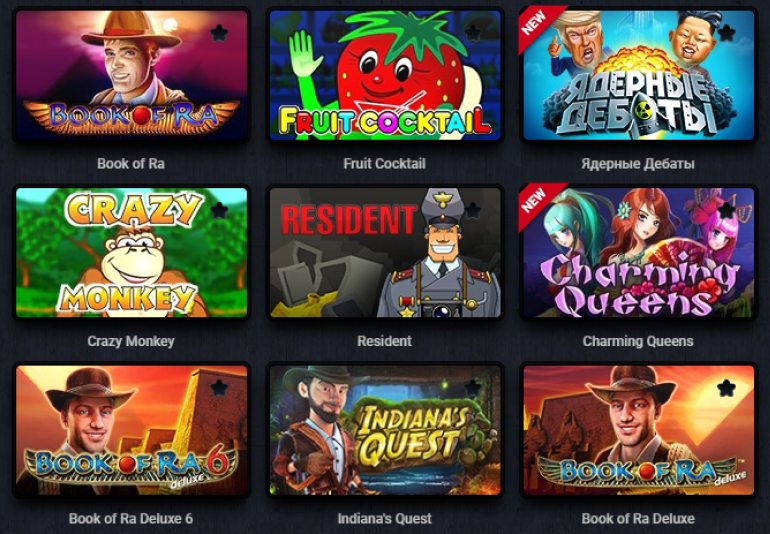 BOOK OF RA
FRUIT COCKTAIL
NEW
ЯДЕРНЫЕ
ДЕБАТЫ
Book of Ra
Fruit Cocktail
Ядерные Дебаты
CRAZY
MONKEY
RESIDENT
NEW
Charming
Queens
Crazy Monkey
Resident
Charming Queens
BOOK OF RA 6
deluxe
INDIANA'S
QUEST
BOOK OF RA™
deluxe
Book of Ra Deluxe 6
Indiana's Quest
Book of Ra Deluxe